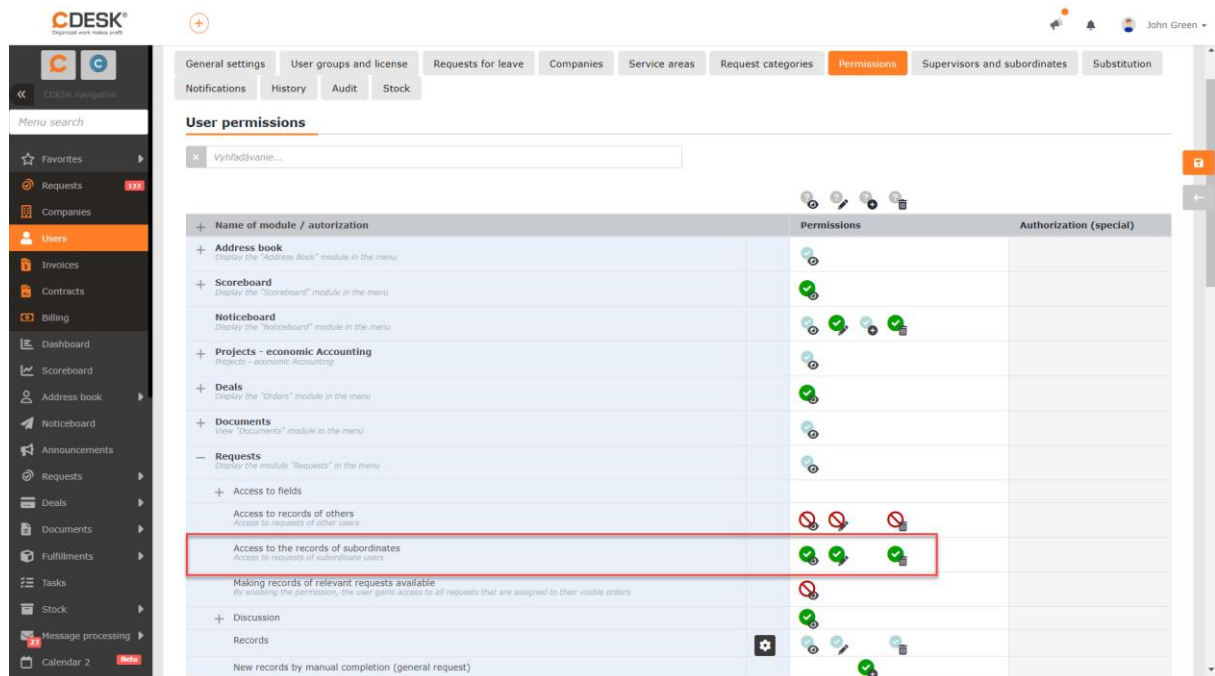 CDESK®
Organized work makes profit.
John Green
C C
CDESK navigation
Menu search
Favorites
Requests 123
Companies
Users
Invoices
Contracts
Billing
Dashboard
Scoreboard
Address book
Noticeboard
Announcements
Requests
Deals
Documents
Fulfillments
Tasks
Stock
Message processing
23
Calendar 2 Beta
General settings User groups and license Requests for leave Companies Service areas Request categories Permissions Supervisors and subordinates Substitution
Notifications History Audit Stock
User permissions
Vyhľadávanie...
Name of module / autorization Permissions Authorization (special)
Address book
Display the "Address Book" module in the menu
Scoreboard
Display the "Scoreboard" module in the menu
Noticeboard
Display the "Noticeboard" module in the menu
Projects - economic Accounting
Projects - economic Accounting
Deals
Display the "Orders" module in the menu
Documents
View "Documents" module in the menu
Requests
Display the module "Requests" in the menu
Access to fields
Access to records of others
Access to requests of other users
Access to the records of subordinates
Access to requests of subordinate users
Making records of relevant requests available
By enabling the permission, the user gains access to all requests that are assigned to their visible orders
Discussion
Records
New records by manual completion (general request)